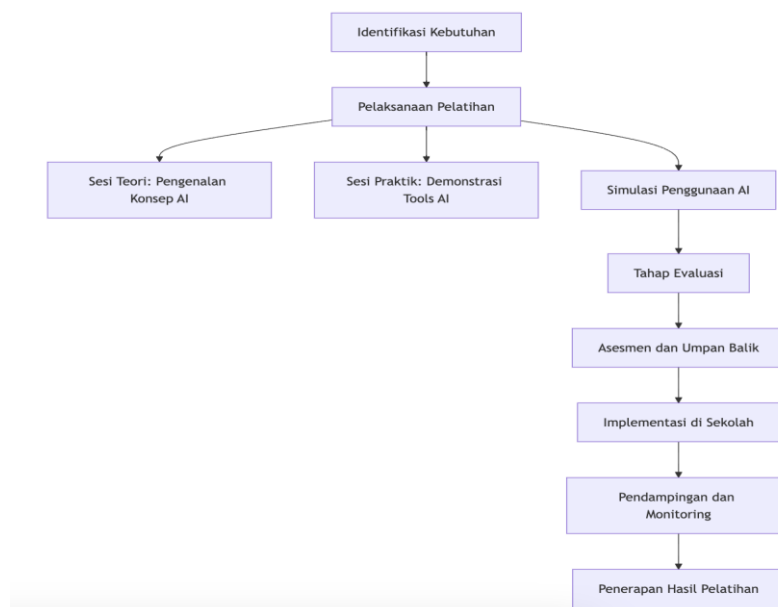 Identifikasi Kebutuhan
Pelaksanaan Pelatihan
Sesi Teori: Pengenalan
Konsep AI
Sesi Praktik: Demonstrasi
Tools AI
Simulasi Penggunaan AI
Tahap Evaluasi
Asesmen dan Umpan Balik
Implementasi di Sekolah
Pendampingan dan
Monitoring
Penerapan Hasil Pelatihan